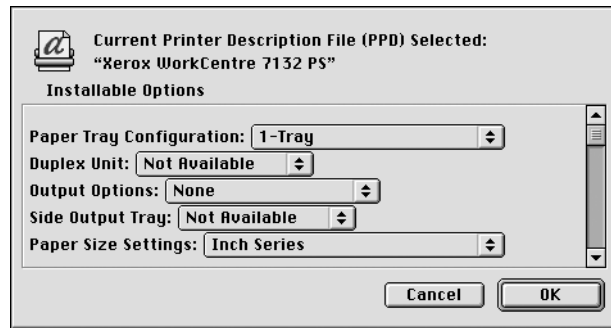 Current Printer Description File (PPD) Selected:
“Xerox WorkCentre 7132 PS”
Installable Options
Paper Tray Configuration: 1-Tray
Duplex Unit: Not Available
Output Options: None
Side Output Tray: Not Available
Paper Size Settings: Inch Series
Cancel OK